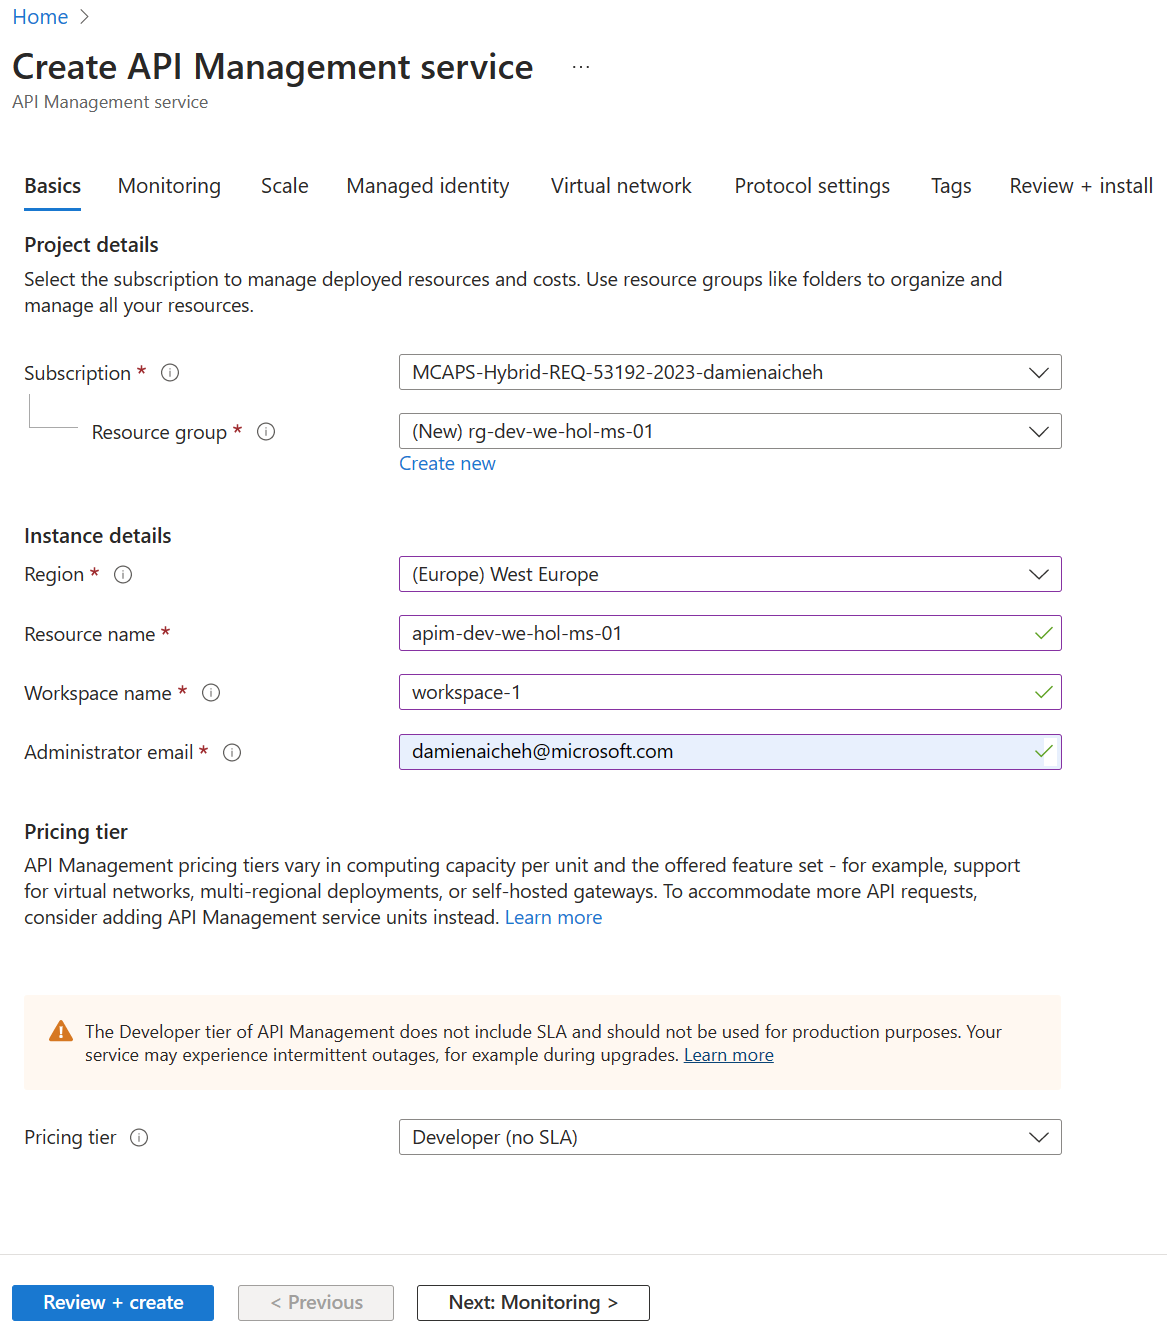 Home >
Create API Management service ...
API Management service
Basics Monitoring Scale Managed identity Virtual network Protocol settings Tags Review + install
Project details
Select the subscription to manage deployed resources and costs. Use resource groups like folders to organize and
manage all your resources.
Subscription * MCAPS-Hybrid-REQ-53192-2023-damienaicheh
Resource group * (New) rg-dev-we-hol-ms-01
Create new
Instance details
Region * (Europe) West Europe
Resource name * apim-dev-we-hol-ms-01
Workspace name * workspace-1
Administrator email * damienaicheh@microsoft.com
Pricing tier
API Management pricing tiers vary in computing capacity per unit and the offered feature set - for example, support
for virtual networks, multi-regional deployments, or self-hosted gateways. To accommodate more API requests,
consider adding API Management service units instead. Learn more
The Developer tier of API Management does not include SLA and should not be used for production purposes. Your
service may experience intermittent outages, for example during upgrades. Learn more
Pricing tier Developer (no SLA)
Review + create < Previous Next: Monitoring >